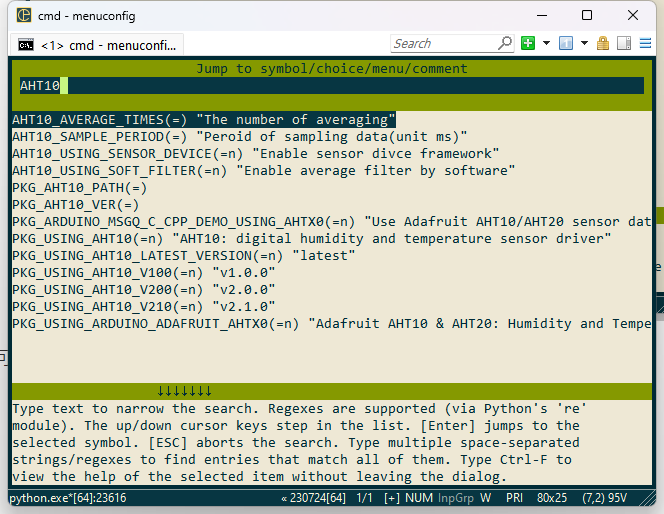 cmd - menuconfig
<1> cmd - menuconfi...
Search
Jump to symbol/choice/menu/comment
AHT10
AHT10_AVERAGE_TIMES(=) "The number of averaging"
AHT10_SAMPLE_PERIOD(=) "Peroid of sampling data(unit ms)"
AHT10_USING_SENSOR_DEVICE(=n) "Enable sensor divce framework"
AHT10_USING_SOFT_FILTER(=n) "Enable average filter by software"
PKG_AHT10_PATH(=)
PKG_AHT10_VER(=)
PKG_ARDUINO_MSGQ_C_CPP_DEMO_USING_AHTX0(=n) "Use Adafruit AHT10/AHT20 sensor dat
PKG_USING_AHT10(=n) "AHT10: digital humidity and temperature sensor driver"
PKG_USING_AHT10_LATEST_VERSION(=n) "latest"
PKG_USING_AHT10_V100(=n) "v1.0.0"
PKG_USING_AHT10_V200(=n) "v2.0.0"
PKG_USING_AHT10_V210(=n) "v2.1.0"
PKG_USING_ARDUINO_ADAFRUIT_AHTX0(=n) "Adafruit AHT10 & AHT20: Humidity and Tempe
↓↓↓↓↓↓↓
Type text to narrow the search. Regexes are supported (via Python's 're'
module). The up/down cursor keys step in the list. [Enter] jumps to the
selected symbol. [ESC] aborts the search. Type multiple space-separated
strings/regexes to find entries that match all of them. Type Ctrl-F to
view the help of the selected item without leaving the dialog.
python.exe*[64]:23616 « 230724[64] 1/1 [+] NUM InpGrp W PRI 80x25 (7,2) 95V